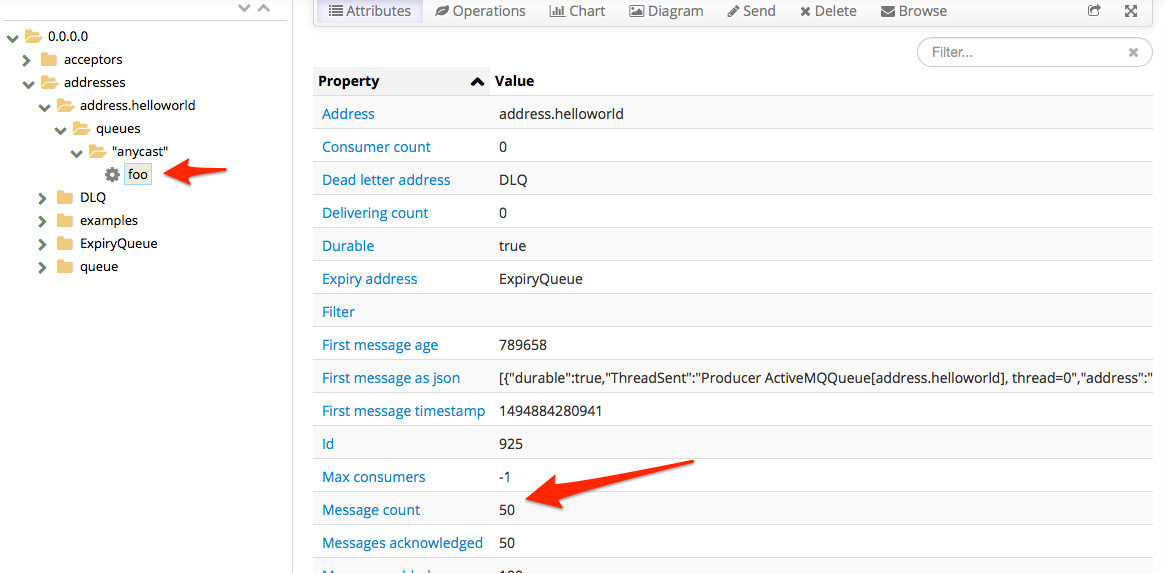 Attributes Operations Chart Diagram Send Delete Browse
Filter...
0.0.0.0
acceptors
addresses
address.helloworld
queues
"anycast"
foo
DLQ
examples
ExpiryQueue
queue
Property Value
Address address.helloworld
Consumer count 0
Dead letter address DLQ
Delivering count 0
Durable true
Expiry address ExpiryQueue
Filter
First message age 789658
First message as json [{"durable":true,"ThreadSent":"Producer ActiveMQQueue[address.helloworld], thread=0","address":"
First message timestamp 1494884280941
Id 925
Max consumers -1
Message count 50
Messages acknowledged 50